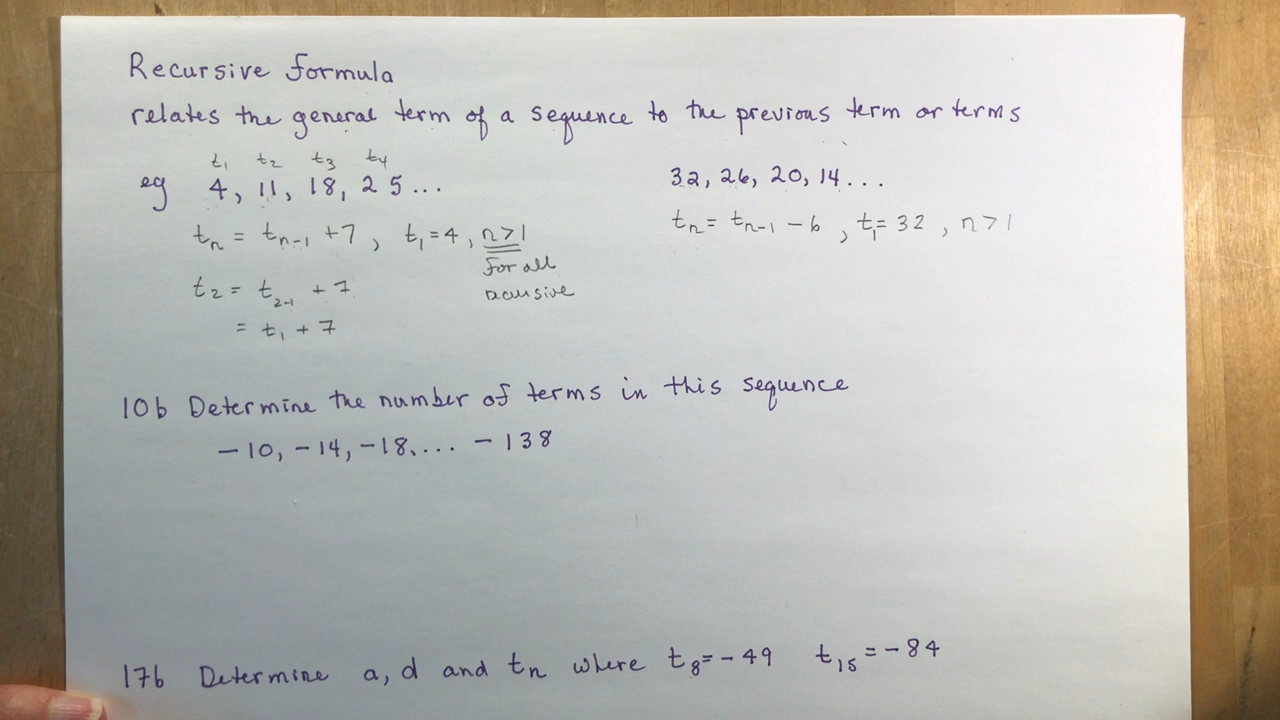 Recursive formula
relates the general term of a sequence to the previous term or terms
t₁ t₂ t₃ t₄
eg 4, 11, 18, 25...
tₙ = tₙ₋₁ +7, t₁=4, n>1
for all
recursive
t₂ = t₂₋₁ + 7
= t₁ + 7
32, 26, 20, 14...
tₙ = tₙ₋₁ - 6, t₁=32, n>1
10b Determine the number of terms in this sequence
-10, -14, -18, .... -138
17b Determine a, d and tₙ where t₈=-49 t₁₅=-84